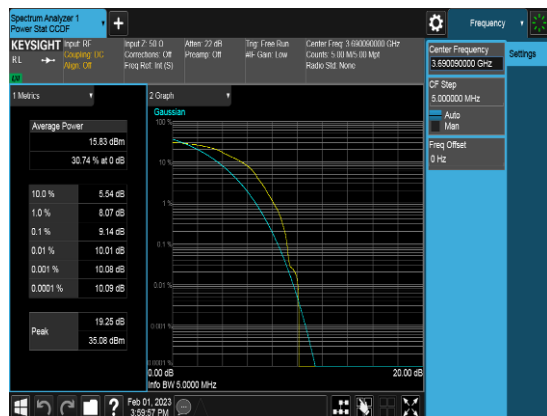 Spectrum Analyzer 1
Power Stat CCDF
Frequency
KEYSIGHT
RL
Input: RF
Coupling: DC
Align: Off
Input Z: 50 Ω
Corrections: Off
Freq Ref: Int (S)
Atten: 22 dB
Preamp: Off
Trig: Free Run
#IF Gain: Low
Center Freq: 3.690090000 GHz
Counts: 5.00 M/5.00 Mpt
Radio Std: None
Center Frequency
3.690090000 GHz
Settings
CF Step
5.000000 MHz
Auto
Man
Freq Offset
0 Hz
1 Metrics
Average Power
15.83 dBm
30.74 % at 0 dB
10.0 % 5.54 dB
1.0 % 8.07 dB
0.1 % 9.14 dB
0.01 % 10.01 dB
0.001 % 10.08 dB
0.0001 % 10.09 dB
Peak
19.25 dB
35.08 dBm
2 Graph
Gaussian
100 %
10 %
1 %
0.1 %
0.01 %
0.001 %
0.0001 %
0.00 dB 20.00 dB
Info BW 5.0000 MHz
Feb 01, 2023
3:59:57 PM